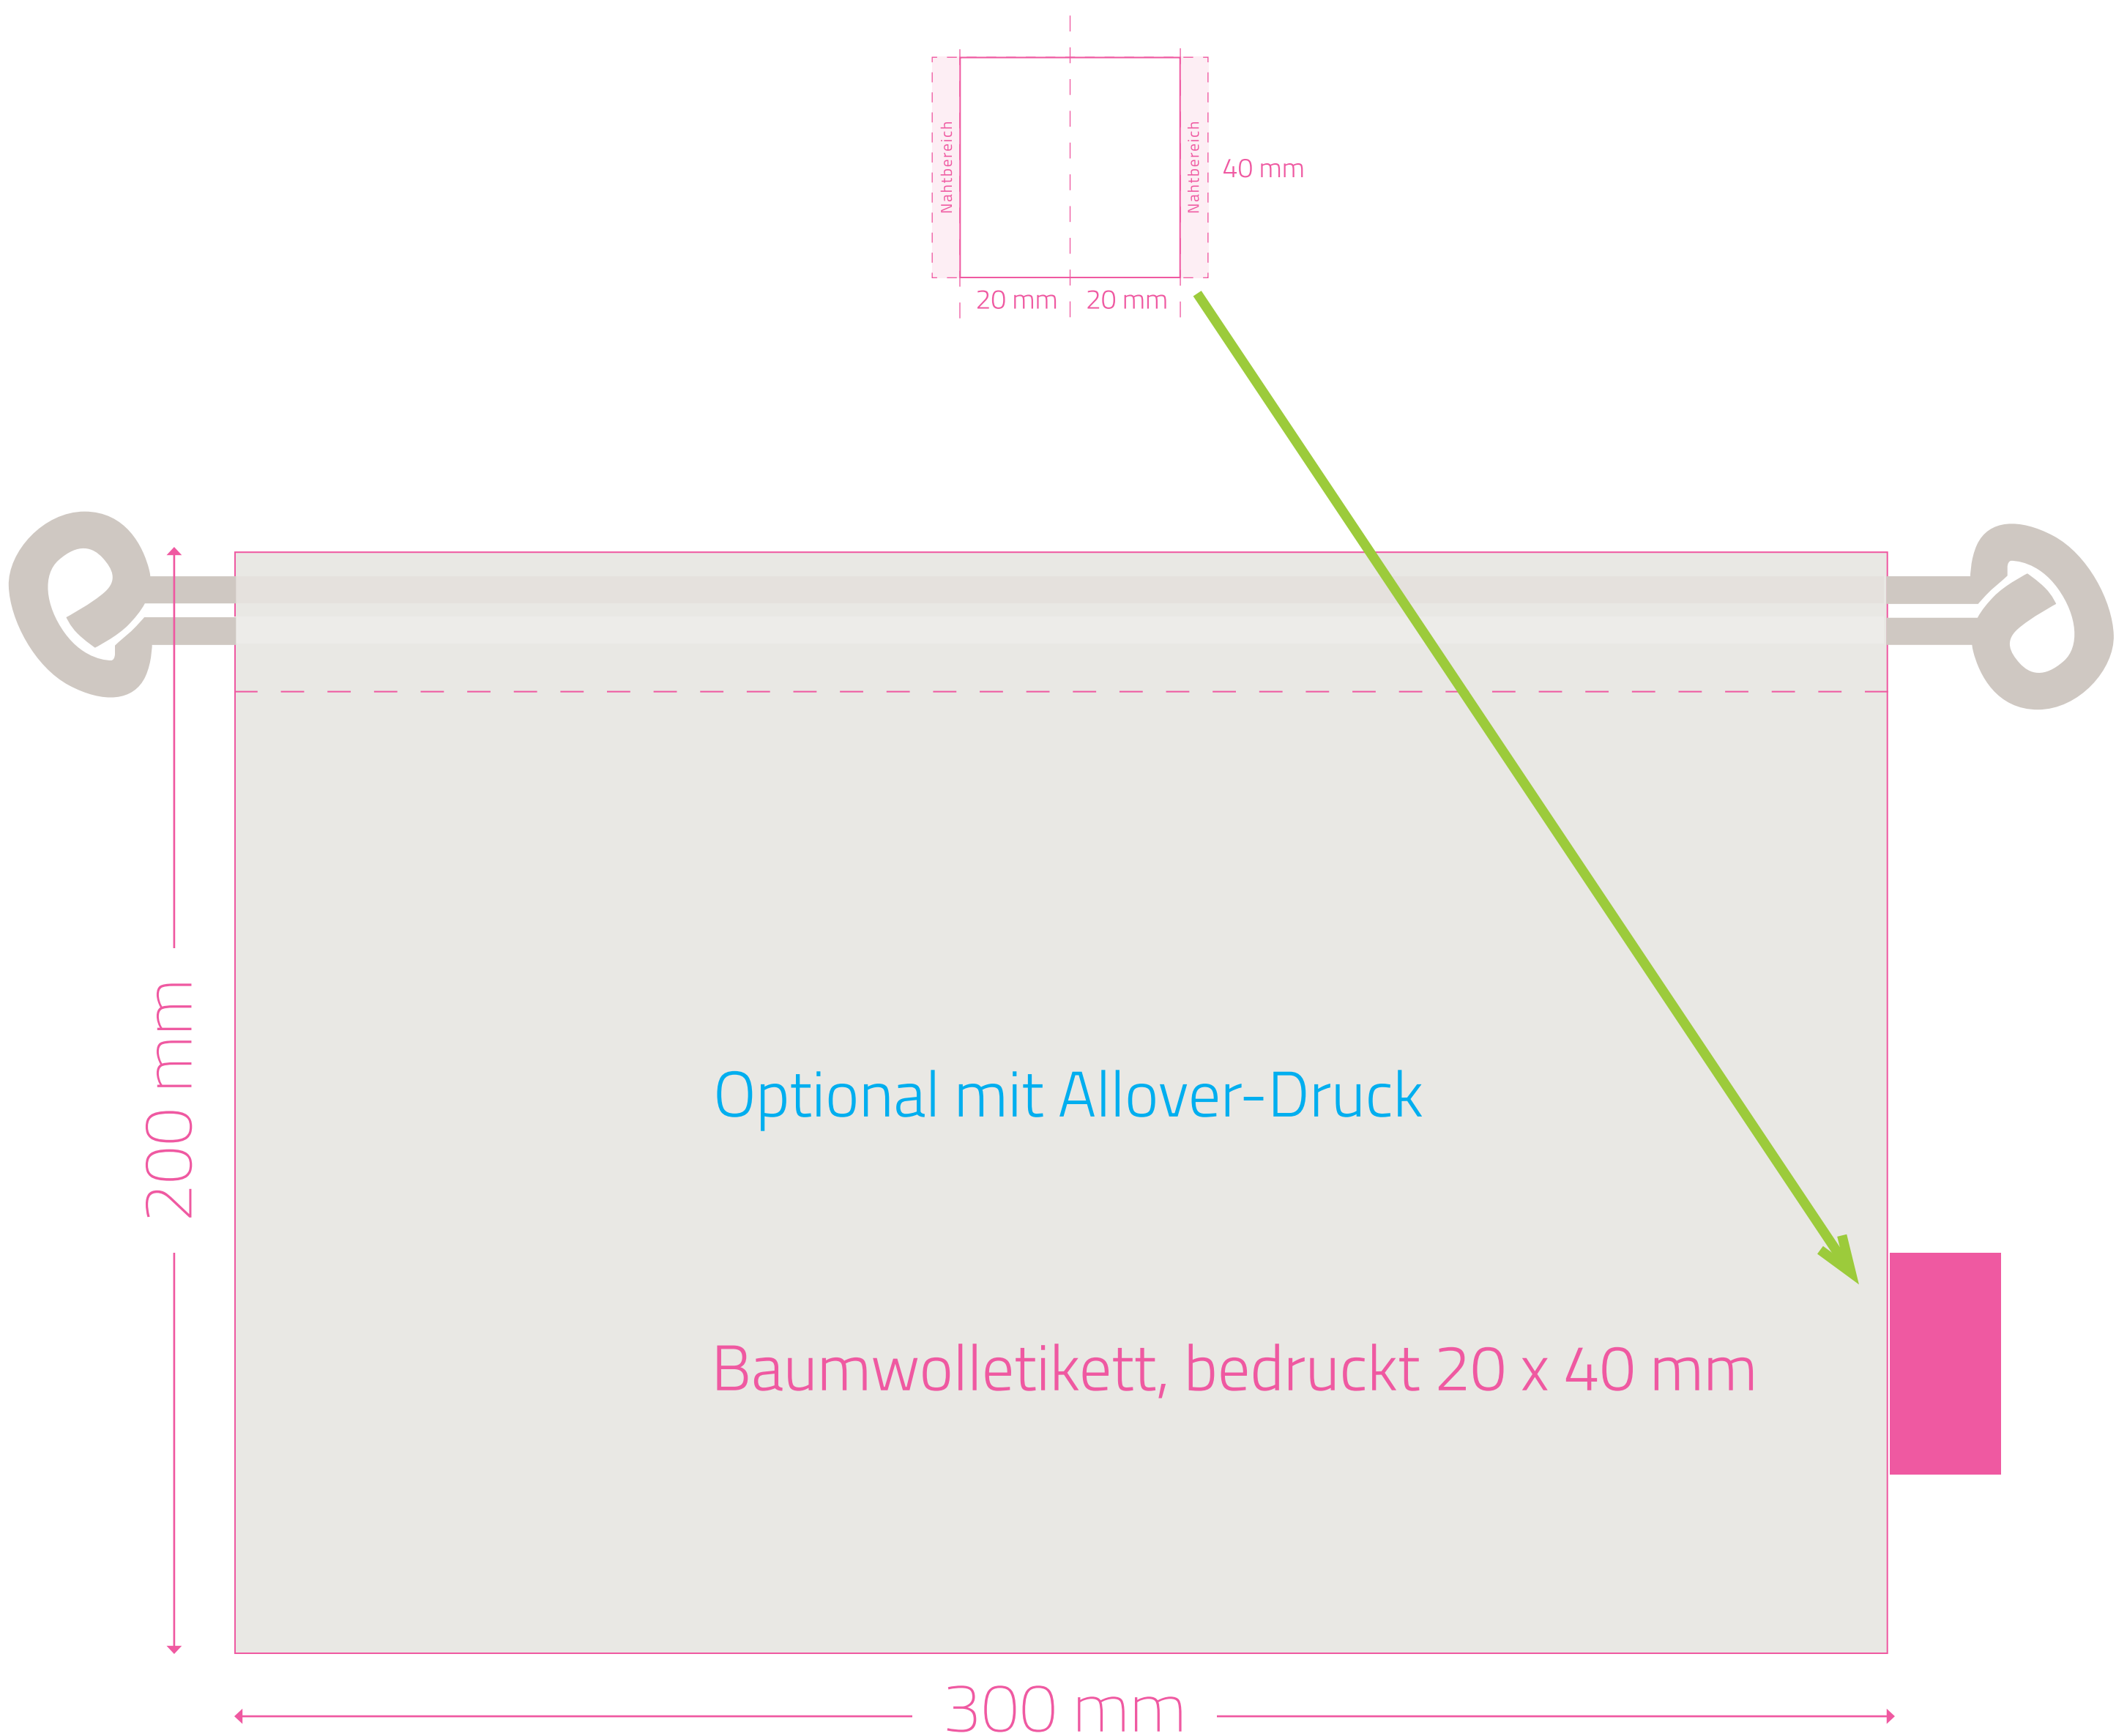 Nahtbereich
Nahtbereich
40 mm
20 mm
20 mm
200 mm
Optional mit Allover-Druck
Baumwolletikett, bedruckt 20 x 40 mm
300 mm